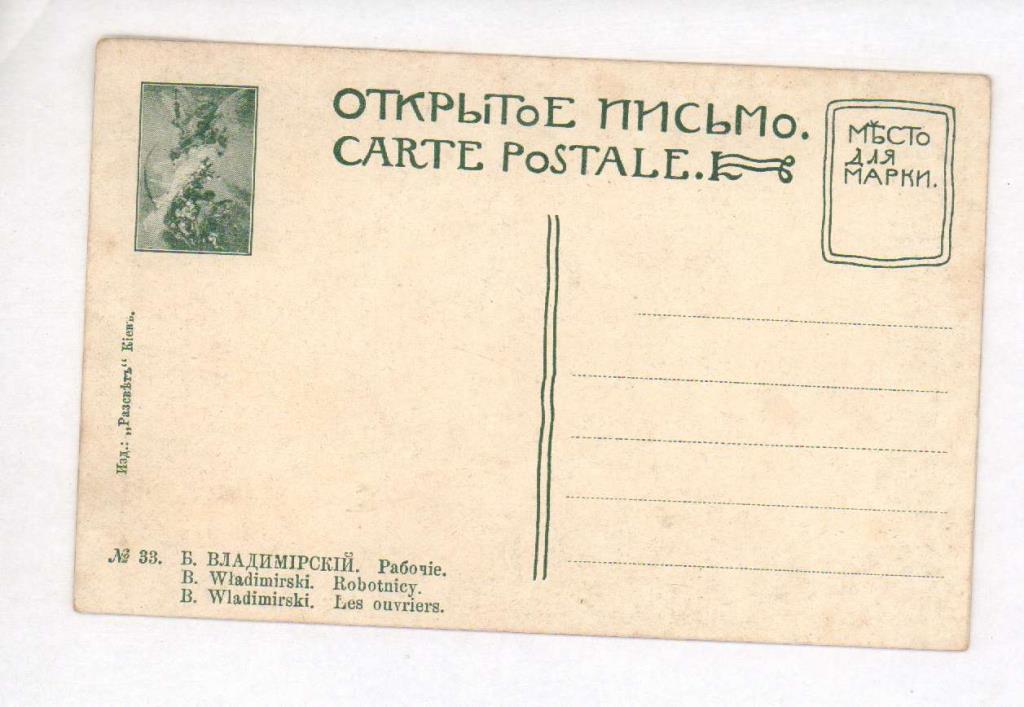 ОТКРЫТОЕ ПИСЬМО.
CARTE POSTALE.
МѢСТО
ДЛЯ
МАРКИ.
Изд.: „Разсвѣтъ“ Кіевъ.
№ 33. Б. ВЛАДИМІРСКІЙ. Рабочіе.
B. Władimirski. Robotnicy.
B. Wladimirski. Les ouvriers.